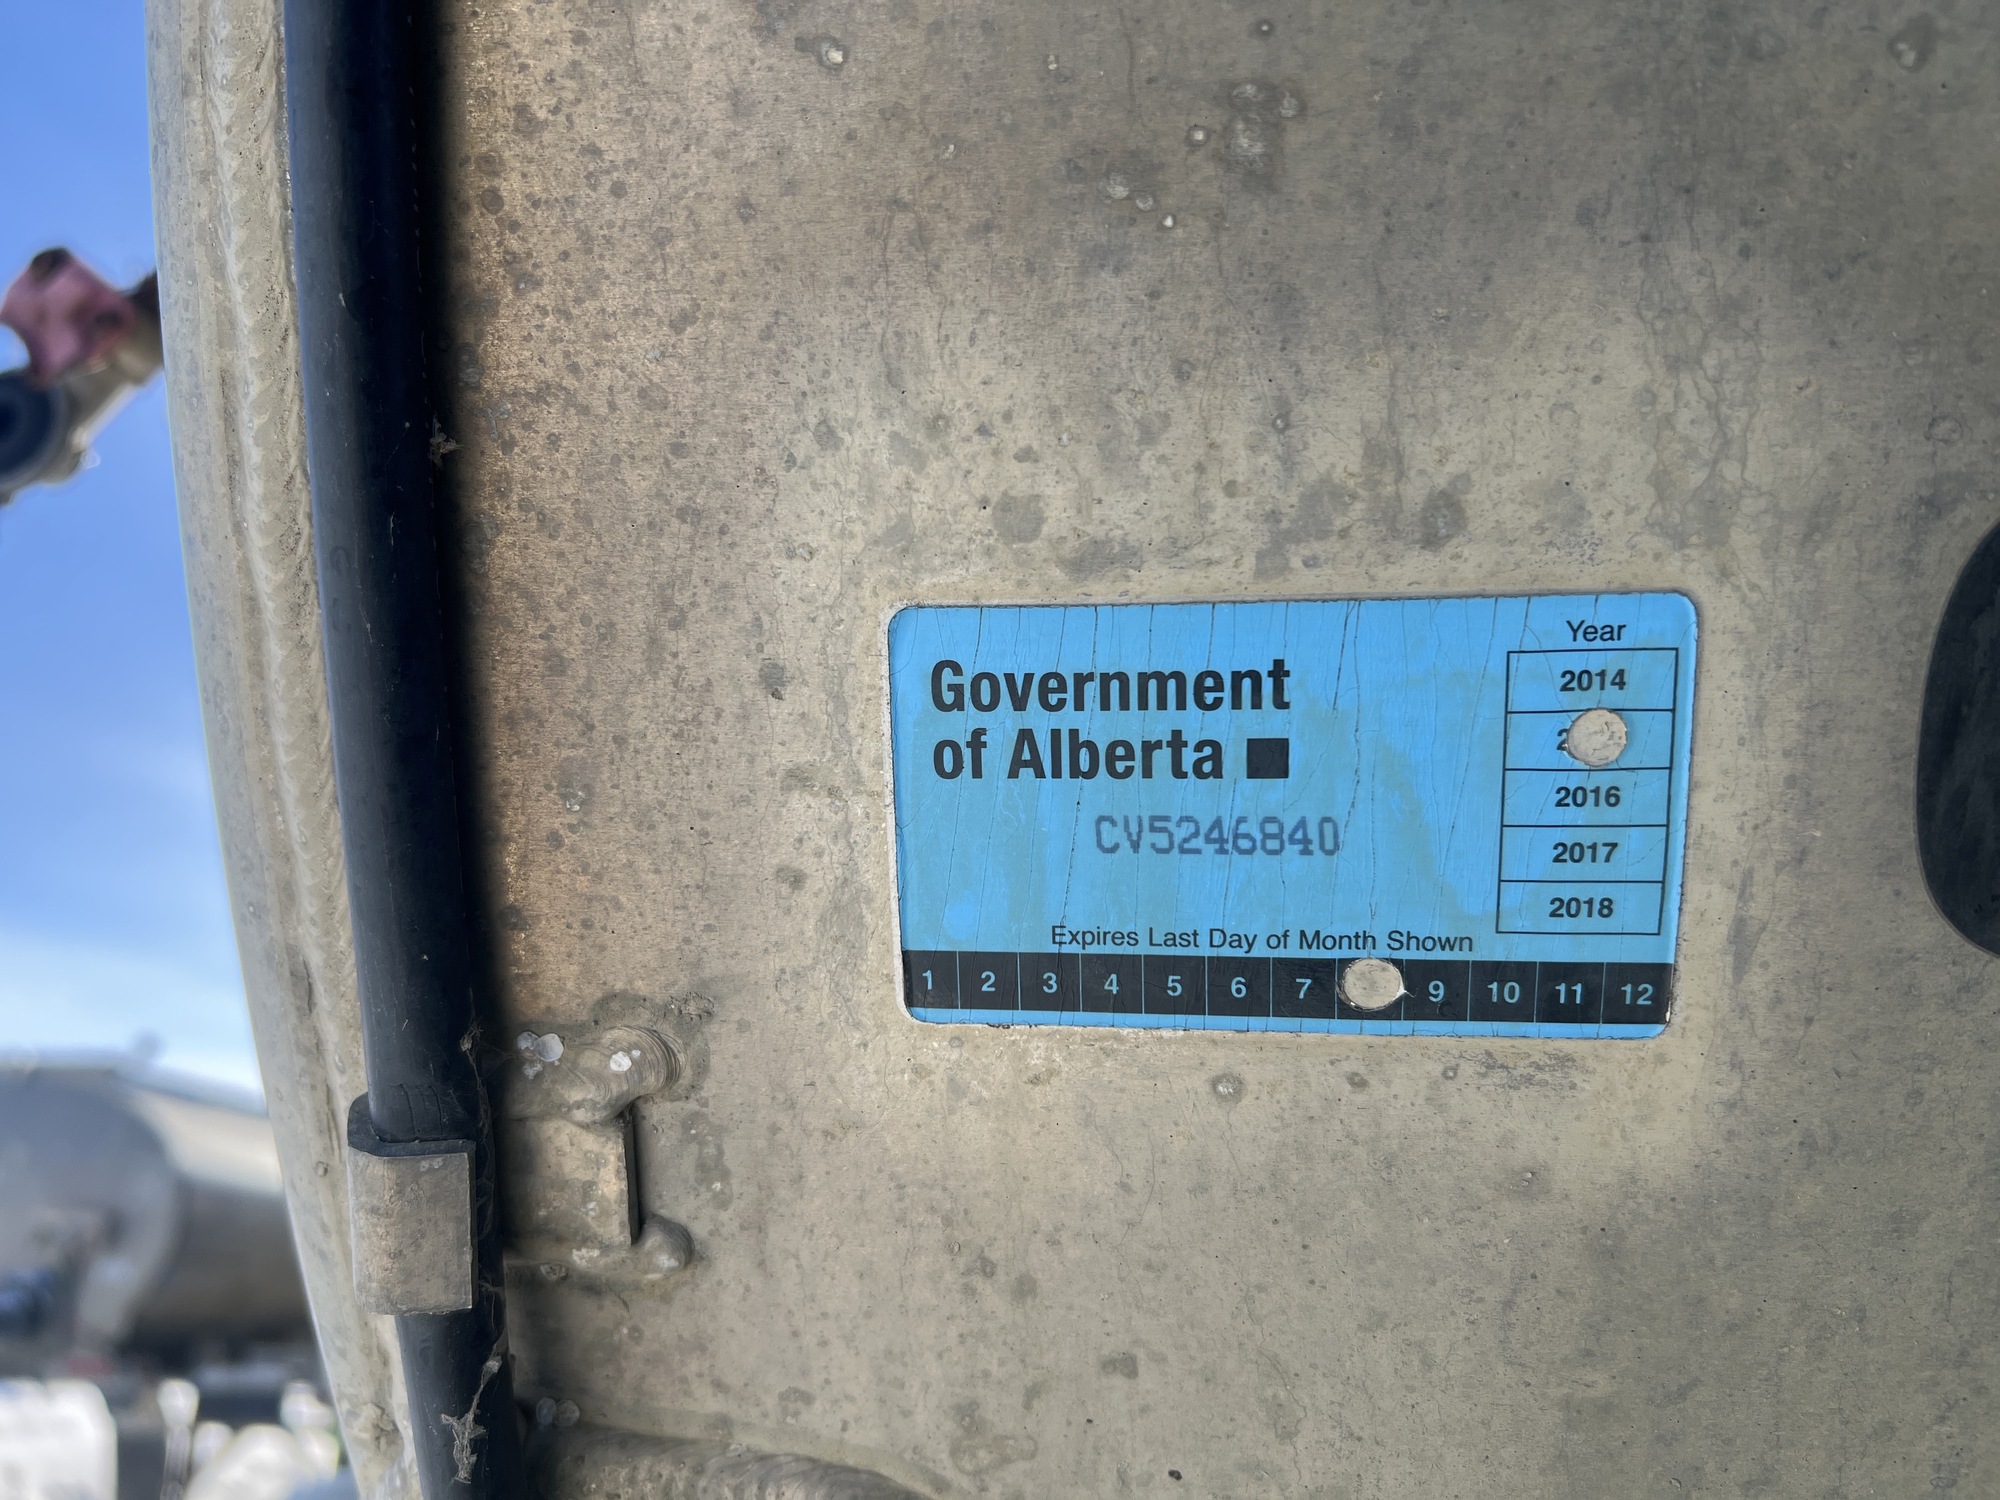 Government
of Alberta
CV5246840
Expires Last Day of Month Shown
Year
2014
2016
2017
2018
1 2 3 4 5 6 7 9 10 11 12